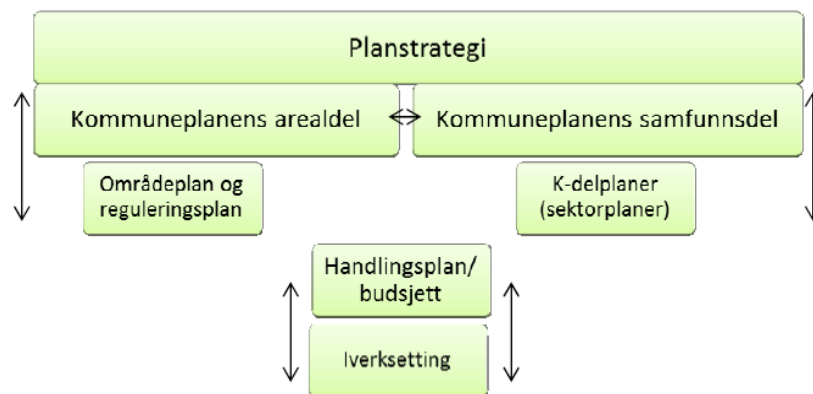 Planstrategi
Kommuneplanens arealdel
Kommuneplanens samfunnsdel
Områdeplan og
reguleringsplan
K-delplaner
(sektorplaner)
Handlingsplan/
budsjett
Iverksetting